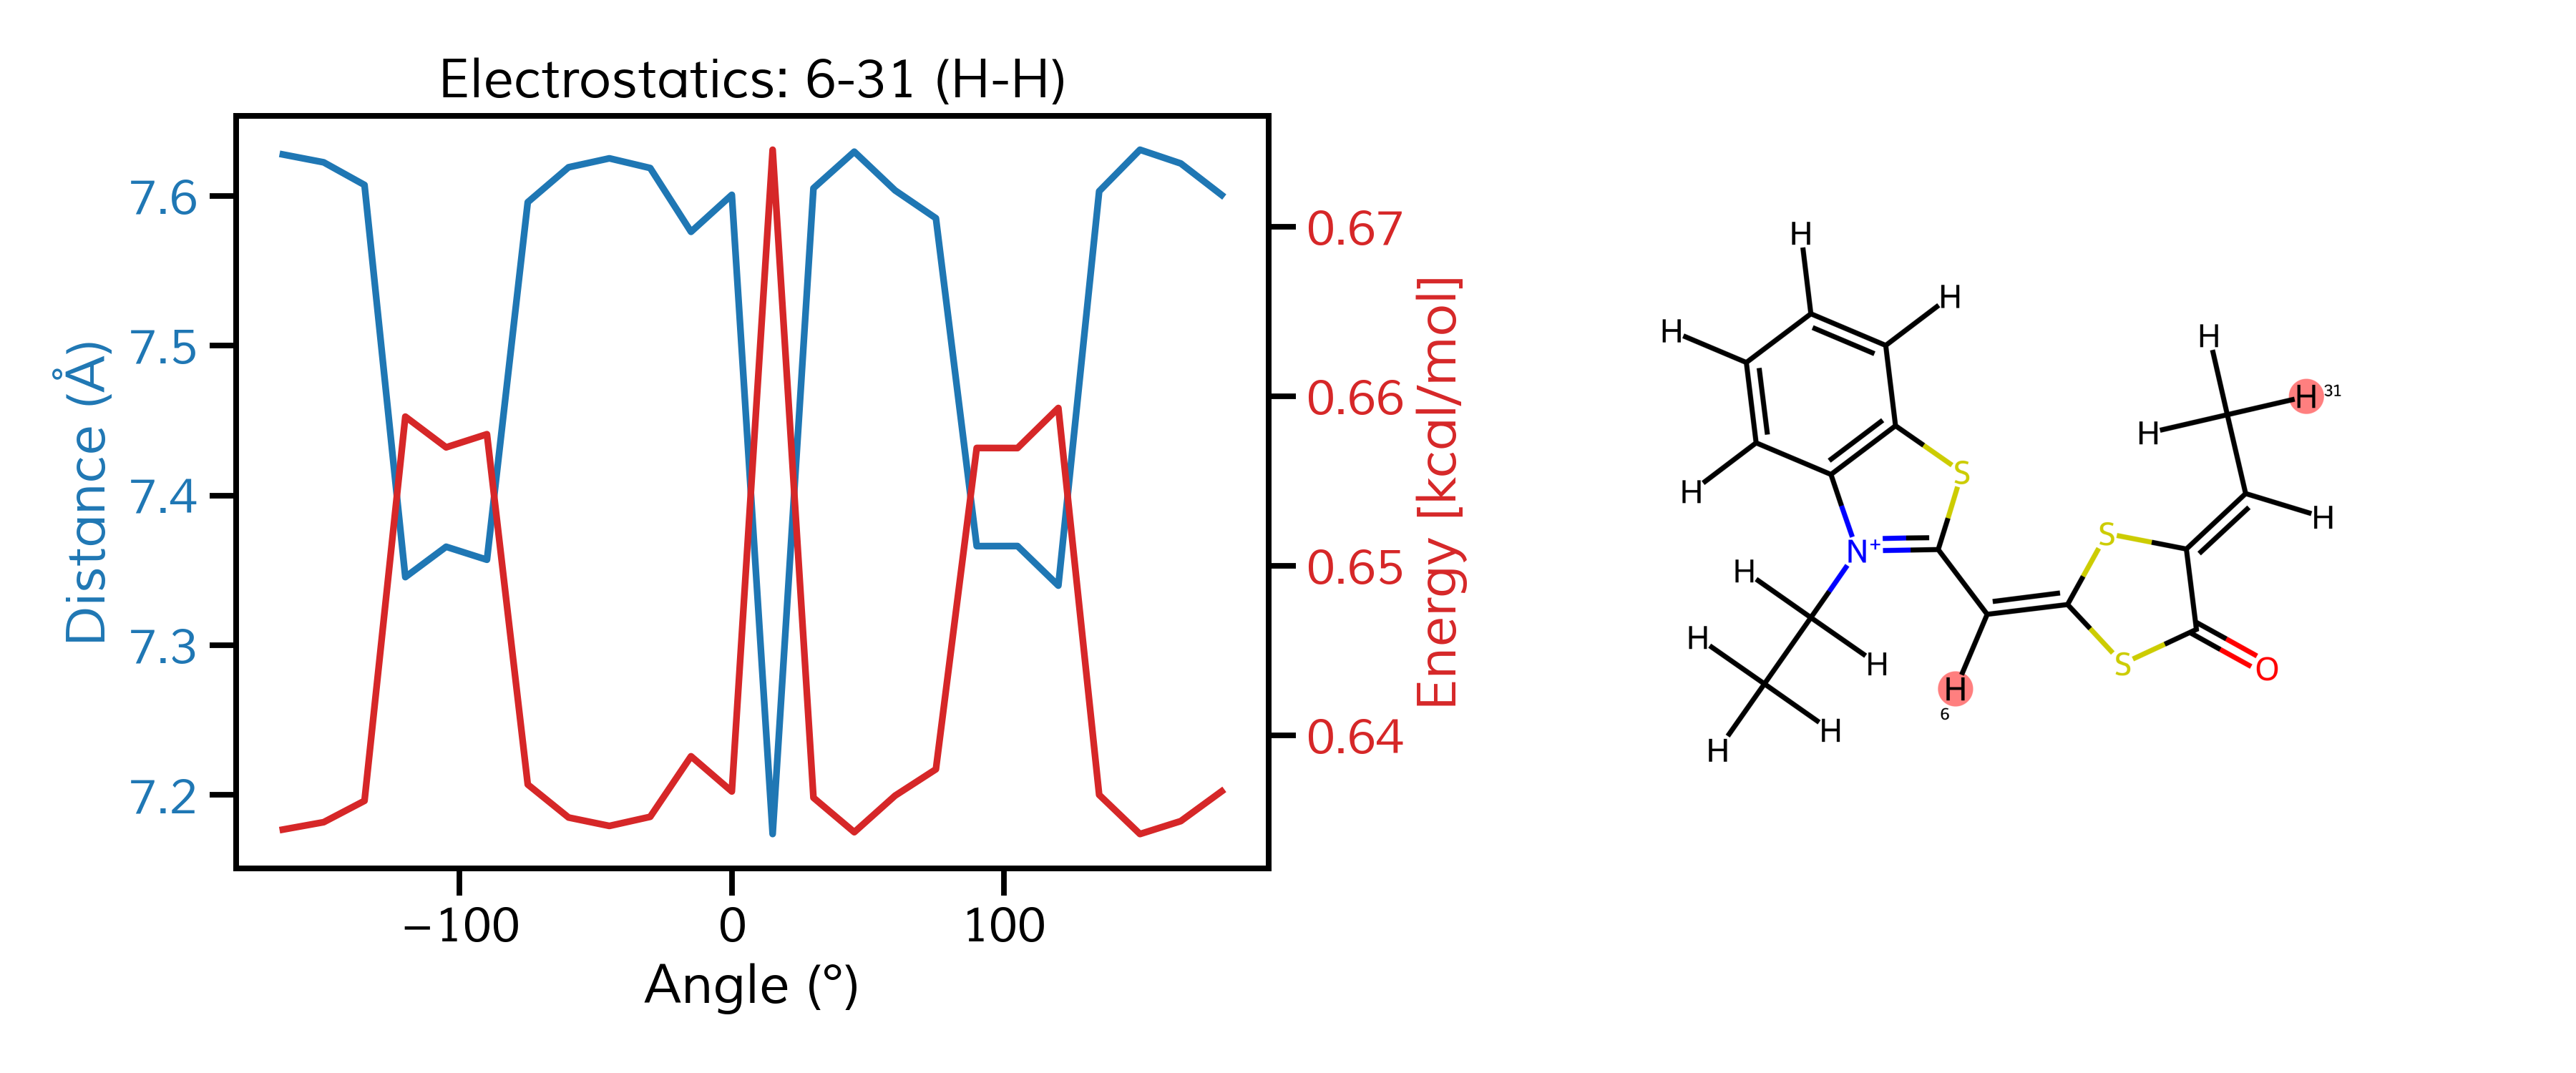 Electrostatics: 6-31 (H-H)
Distance (Å)
7.6
7.5
7.4
7.3
7.2
0.67
0.66
0.65
0.64
Energy [kcal/mol]
−100
0
100
Angle (°)
H
H
H
H
H
H 31
H
S
H
H
S
N+
H
H
H
S
O
H
6
H
H